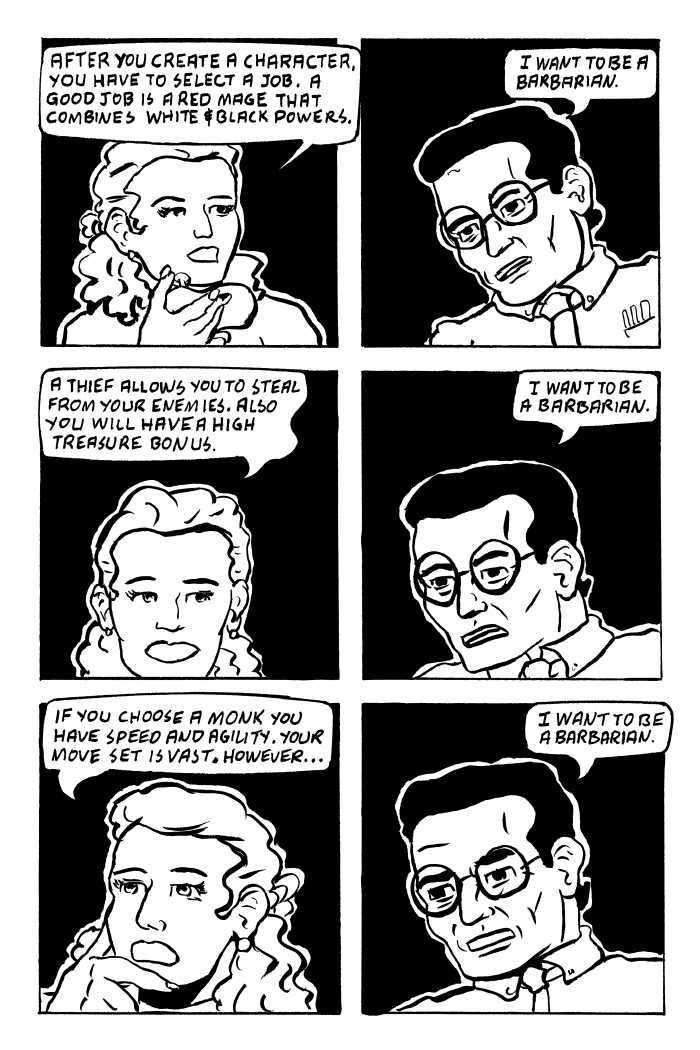 AFTER YOU CREATE A CHARACTER,
YOU HAVE TO SELECT A JOB. A
GOOD JOB IS A RED MAGE THAT
COMBINES WHITE & BLACK POWERS.
I WANT TO BE A
BARBARIAN.
A THIEF ALLOWS YOU TO STEAL
FROM YOUR ENEMIES. ALSO
YOU WILL HAVE A HIGH
TREASURE BONUS.
I WANT TO BE
A BARBARIAN.
IF YOU CHOOSE A MONK YOU
HAVE SPEED AND AGILITY. YOUR
MOVE SET IS VAST. HOWEVER...
I WANT TO BE
A BARBARIAN.